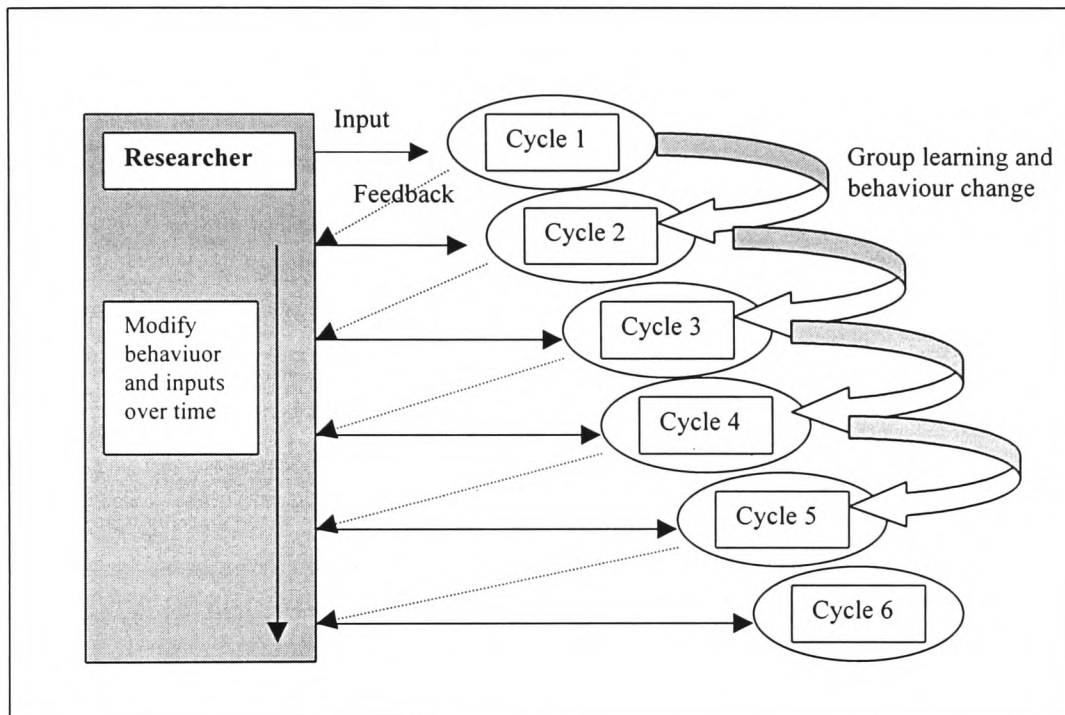 Input
Researcher
Cycle 1
Group learning and
behaviour change
Feedback
Cycle 2
Modify
behaviuor
and inputs
over time
Cycle 3
Cycle 4
Cycle 5
Cycle 6